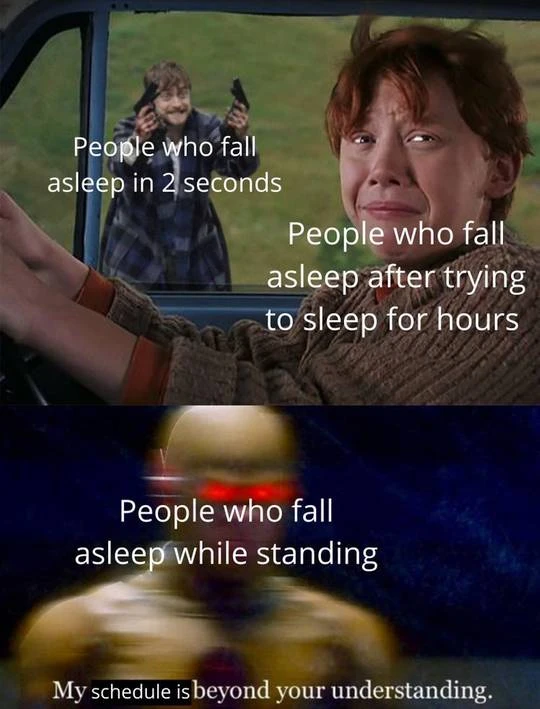 People who fall
asleep in 2 seconds
People who fall
asleep after trying
to sleep for hours
People who fall
asleep while standing
My schedule is beyond your understanding.